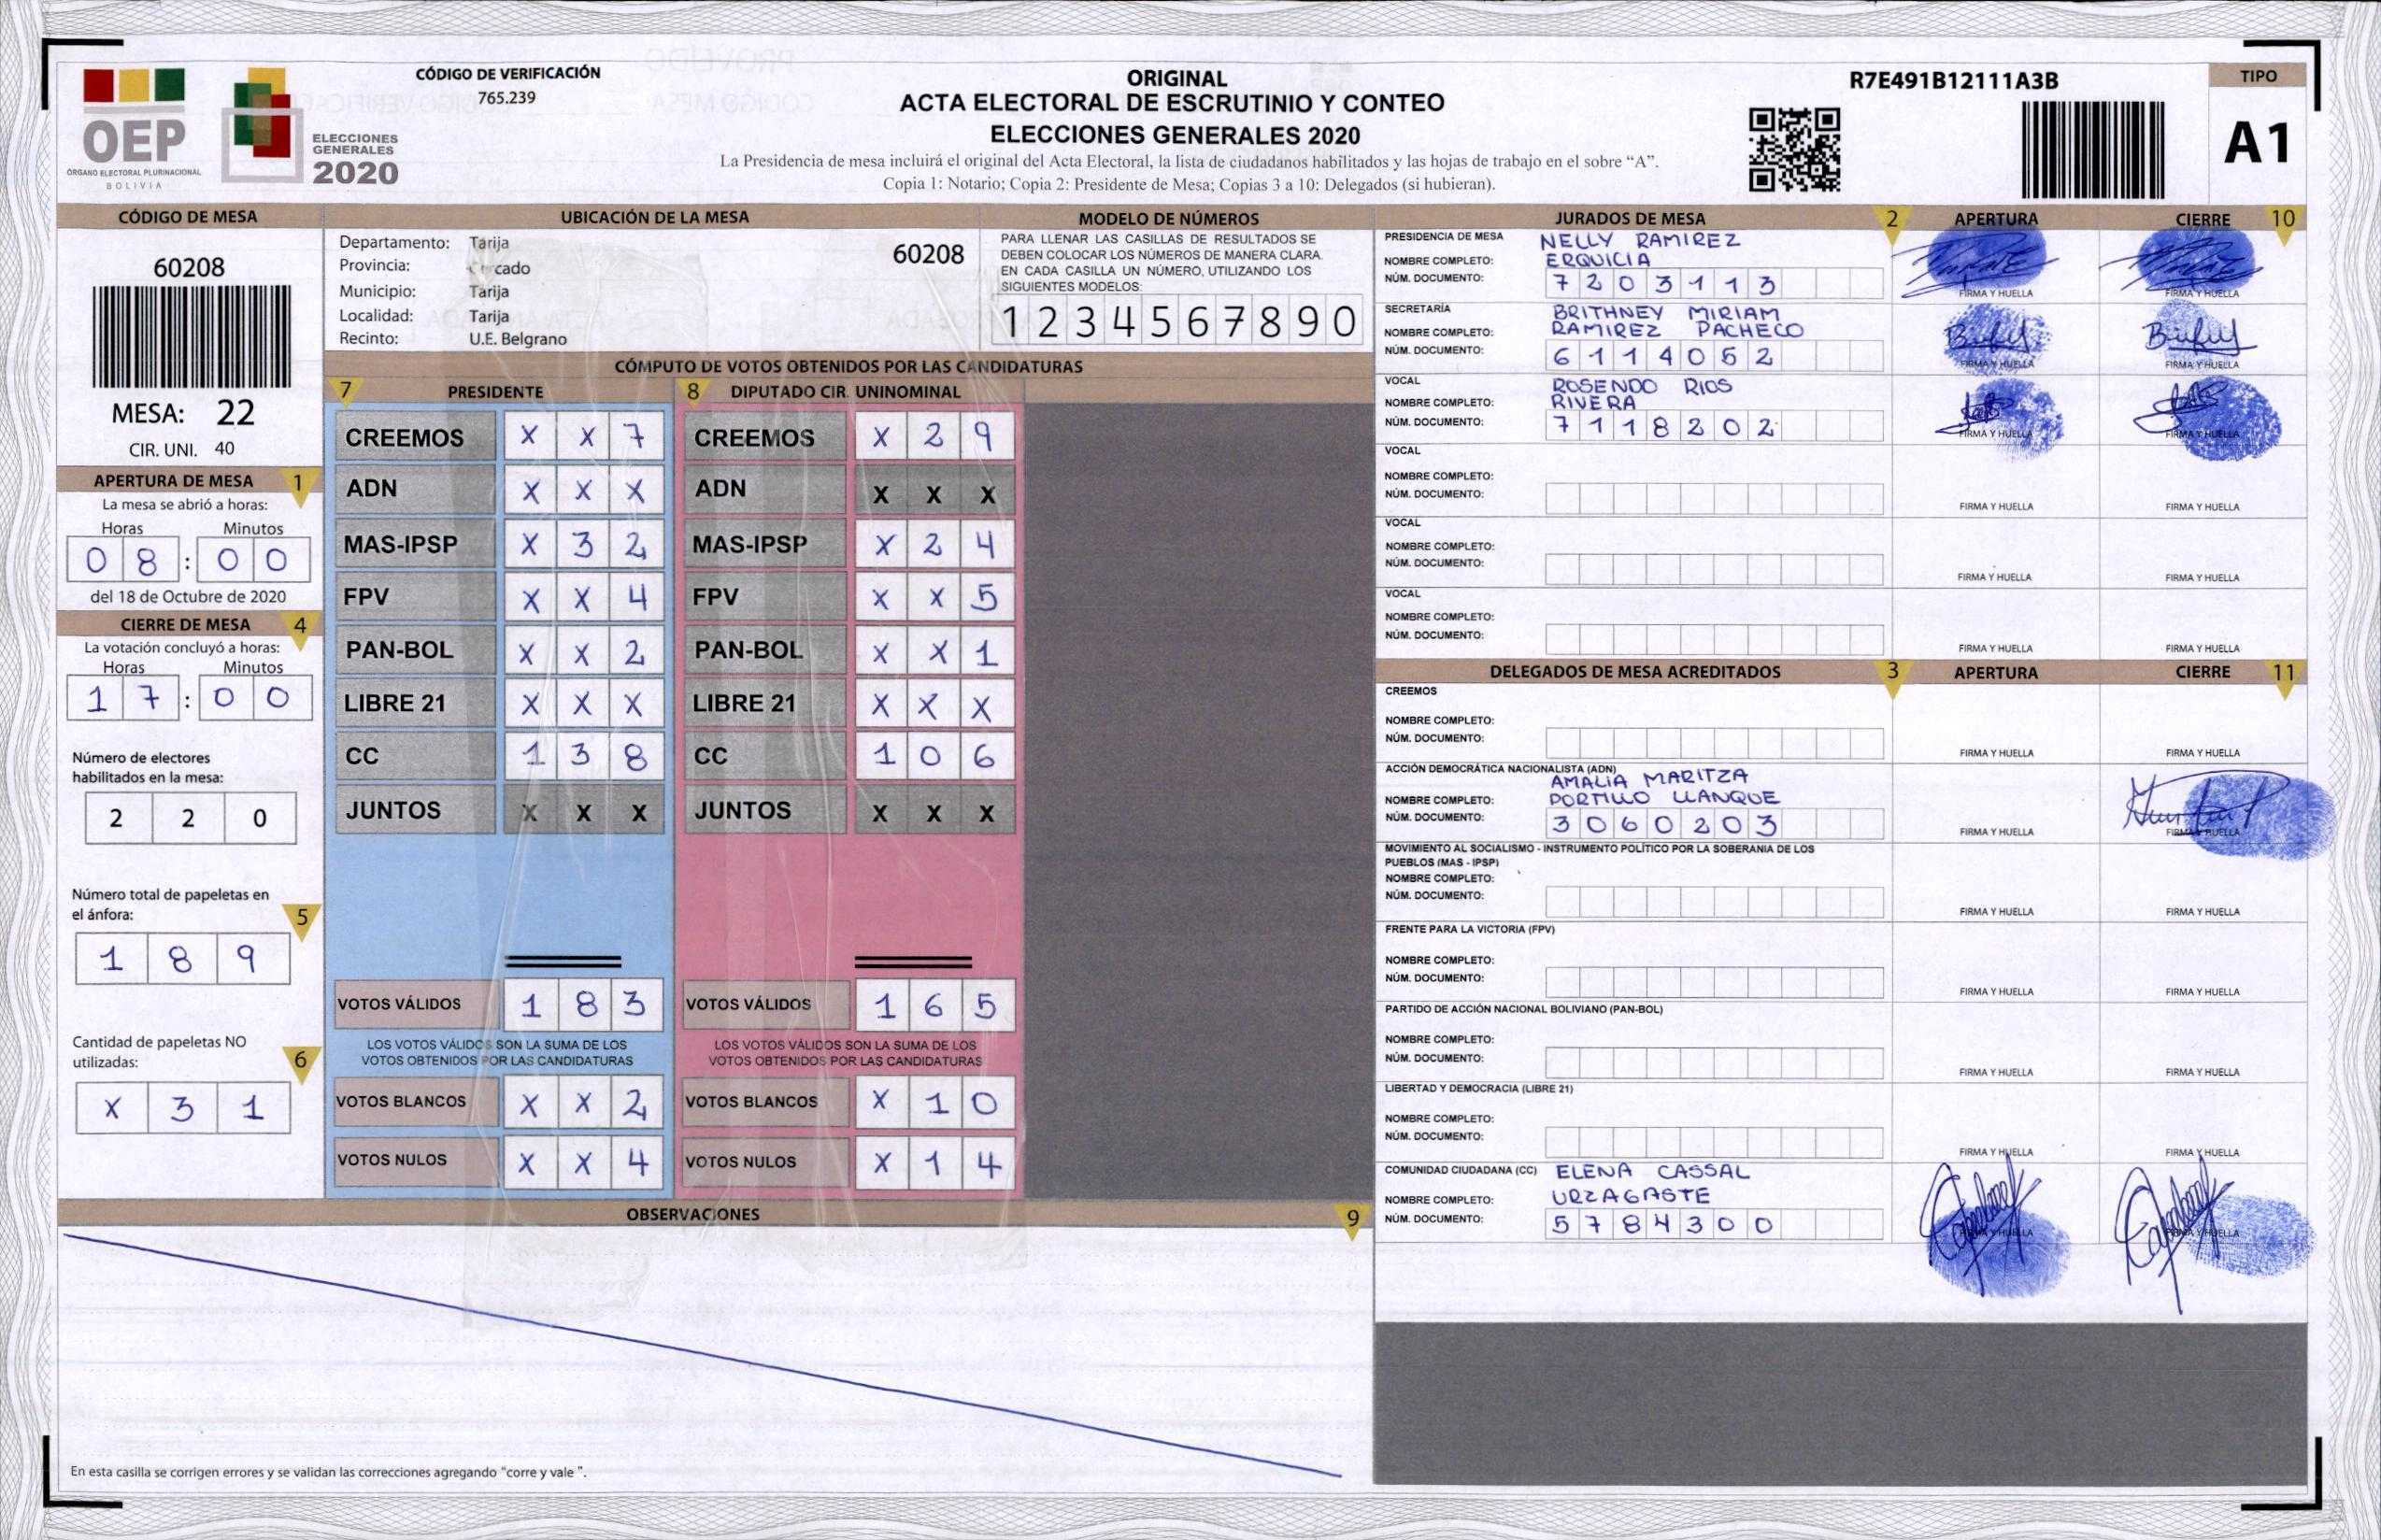 OEP
ÓRGANO ELECTORAL PLURINACIONAL
BOLIVIA
ELECCIONES
GENERALES
2020
CÓDIGO DE VERIFICACIÓN
765.239
ORIGINAL
ACTA ELECTORAL DE ESCRUTINIO Y CONTEO
ELECCIONES GENERALES 2020
La Presidencia de mesa incluirá el original del Acta Electoral, la lista de ciudadanos habilitados y las hojas de trabajo en el sobre “A”.
Copia 1: Notario; Copia 2: Presidente de Mesa; Copias 3 a 10: Delegados (si hubieran).
R7E491B12111A3B
TIPO
A1
CÓDIGO DE MESA
60208
MESA: 22
CIR. UNI. 40
APERTURA DE MESA 1
La mesa se abrió a horas:
Horas Minutos
0 8 : 0 0
del 18 de Octubre de 2020
CIERRE DE MESA 4
La votación concluyó a horas:
Horas Minutos
1 7 : 0 0
Número de electores
habilitados en la mesa:
2 2 0
Número total de papeletas en
el ánfora: 5
1 8 9
Cantidad de papeletas NO
utilizadas: 6
X 3 1
UBICACIÓN DE LA MESA
Departamento: Tarija 60208
Provincia: rcado
Municipio: Tarija
Localidad: Tarija
Recinto: U.E. Belgrano
MODELO DE NÚMEROS
PARA LLENAR LAS CASILLAS DE RESULTADOS SE
DEBEN COLOCAR LOS NÚMEROS DE MANERA CLARA.
EN CADA CASILLA UN NÚMERO, UTILIZANDO LOS
SIGUIENTES MODELOS:
1 2 3 4 5 6 7 8 9 0
CÓMPUTO DE VOTOS OBTENIDOS POR LAS CANDIDATURAS
7 PRESIDENTE 8 DIPUTADO CIR. UNINOMINAL
CREEMOS X X 7 CREEMOS X 2 9
ADN X X X ADN X X X
MAS-IPSP X 3 2 MAS-IPSP X 2 4
FPV X X 4 FPV X X 5
PAN-BOL X X 2 PAN-BOL X X 1
LIBRE 21 X X X LIBRE 21 X X X
CC 1 3 8 CC 1 0 6
JUNTOS X X X JUNTOS X X X
VOTOS VÁLIDOS 1 8 3 VOTOS VÁLIDOS 1 6 5
LOS VOTOS VÁLIDOS SON LA SUMA DE LOS LOS VOTOS VÁLIDOS SON LA SUMA DE LOS
VOTOS OBTENIDOS POR LAS CANDIDATURAS VOTOS OBTENIDOS POR LAS CANDIDATURAS
VOTOS BLANCOS X X 2 VOTOS BLANCOS X 1 0
VOTOS NULOS X X 4 VOTOS NULOS X 1 4
OBSERVACIONES 9
En esta casilla se corrigen errores y se validan las correcciones agregando “corre y vale ”.
JURADOS DE MESA 2 APERTURA CIERRE 10
PRESIDENCIA DE MESA NELLY RAMIREZ
NOMBRE COMPLETO: ERQUICIA
NÚM. DOCUMENTO: 7 2 0 3 1 1 3
FIRMA Y HUELLA FIRMA Y HUELLA
SECRETARÍA BRITHNEY MIRIAM
NOMBRE COMPLETO: RAMIREZ PACHECO
NÚM. DOCUMENTO: 6 1 1 4 0 5 2
FIRMA Y HUELLA FIRMA Y HUELLA
VOCAL ROSENDO RIOS
NOMBRE COMPLETO: RIVERA
NÚM. DOCUMENTO: 7 1 1 8 2 0 2
FIRMA Y HUELLA FIRMA Y HUELLA
VOCAL
NOMBRE COMPLETO:
NÚM. DOCUMENTO:
FIRMA Y HUELLA FIRMA Y HUELLA
VOCAL
NOMBRE COMPLETO:
NÚM. DOCUMENTO:
FIRMA Y HUELLA FIRMA Y HUELLA
VOCAL
NOMBRE COMPLETO:
NÚM. DOCUMENTO:
FIRMA Y HUELLA FIRMA Y HUELLA
DELEGADOS DE MESA ACREDITADOS 3 APERTURA CIERRE 11
CREEMOS
NOMBRE COMPLETO:
NÚM. DOCUMENTO:
FIRMA Y HUELLA FIRMA Y HUELLA
ACCIÓN DEMOCRÁTICA NACIONALISTA (ADN)
AMALIA MARITZA
NOMBRE COMPLETO: PORTILLO LLANQUE
NÚM. DOCUMENTO: 3 0 6 0 2 0 3
FIRMA Y HUELLA FIRMA Y HUELLA
MOVIMIENTO AL SOCIALISMO - INSTRUMENTO POLÍTICO POR LA SOBERANIA DE LOS
PUEBLOS (MAS - IPSP)
NOMBRE COMPLETO:
NÚM. DOCUMENTO:
FIRMA Y HUELLA FIRMA Y HUELLA
FRENTE PARA LA VICTORIA (FPV)
NOMBRE COMPLETO:
NÚM. DOCUMENTO:
FIRMA Y HUELLA FIRMA Y HUELLA
PARTIDO DE ACCIÓN NACIONAL BOLIVIANO (PAN-BOL)
NOMBRE COMPLETO:
NÚM. DOCUMENTO:
FIRMA Y HUELLA FIRMA Y HUELLA
LIBERTAD Y DEMOCRACIA (LIBRE 21)
NOMBRE COMPLETO:
NÚM. DOCUMENTO:
FIRMA Y HUELLA FIRMA Y HUELLA
COMUNIDAD CIUDADANA (CC) ELENA CASSAL
NOMBRE COMPLETO: URZAGASTE
NÚM. DOCUMENTO: 5 7 8 4 3 0 0
FIRMA Y HUELLA FIRMA Y HUELLA